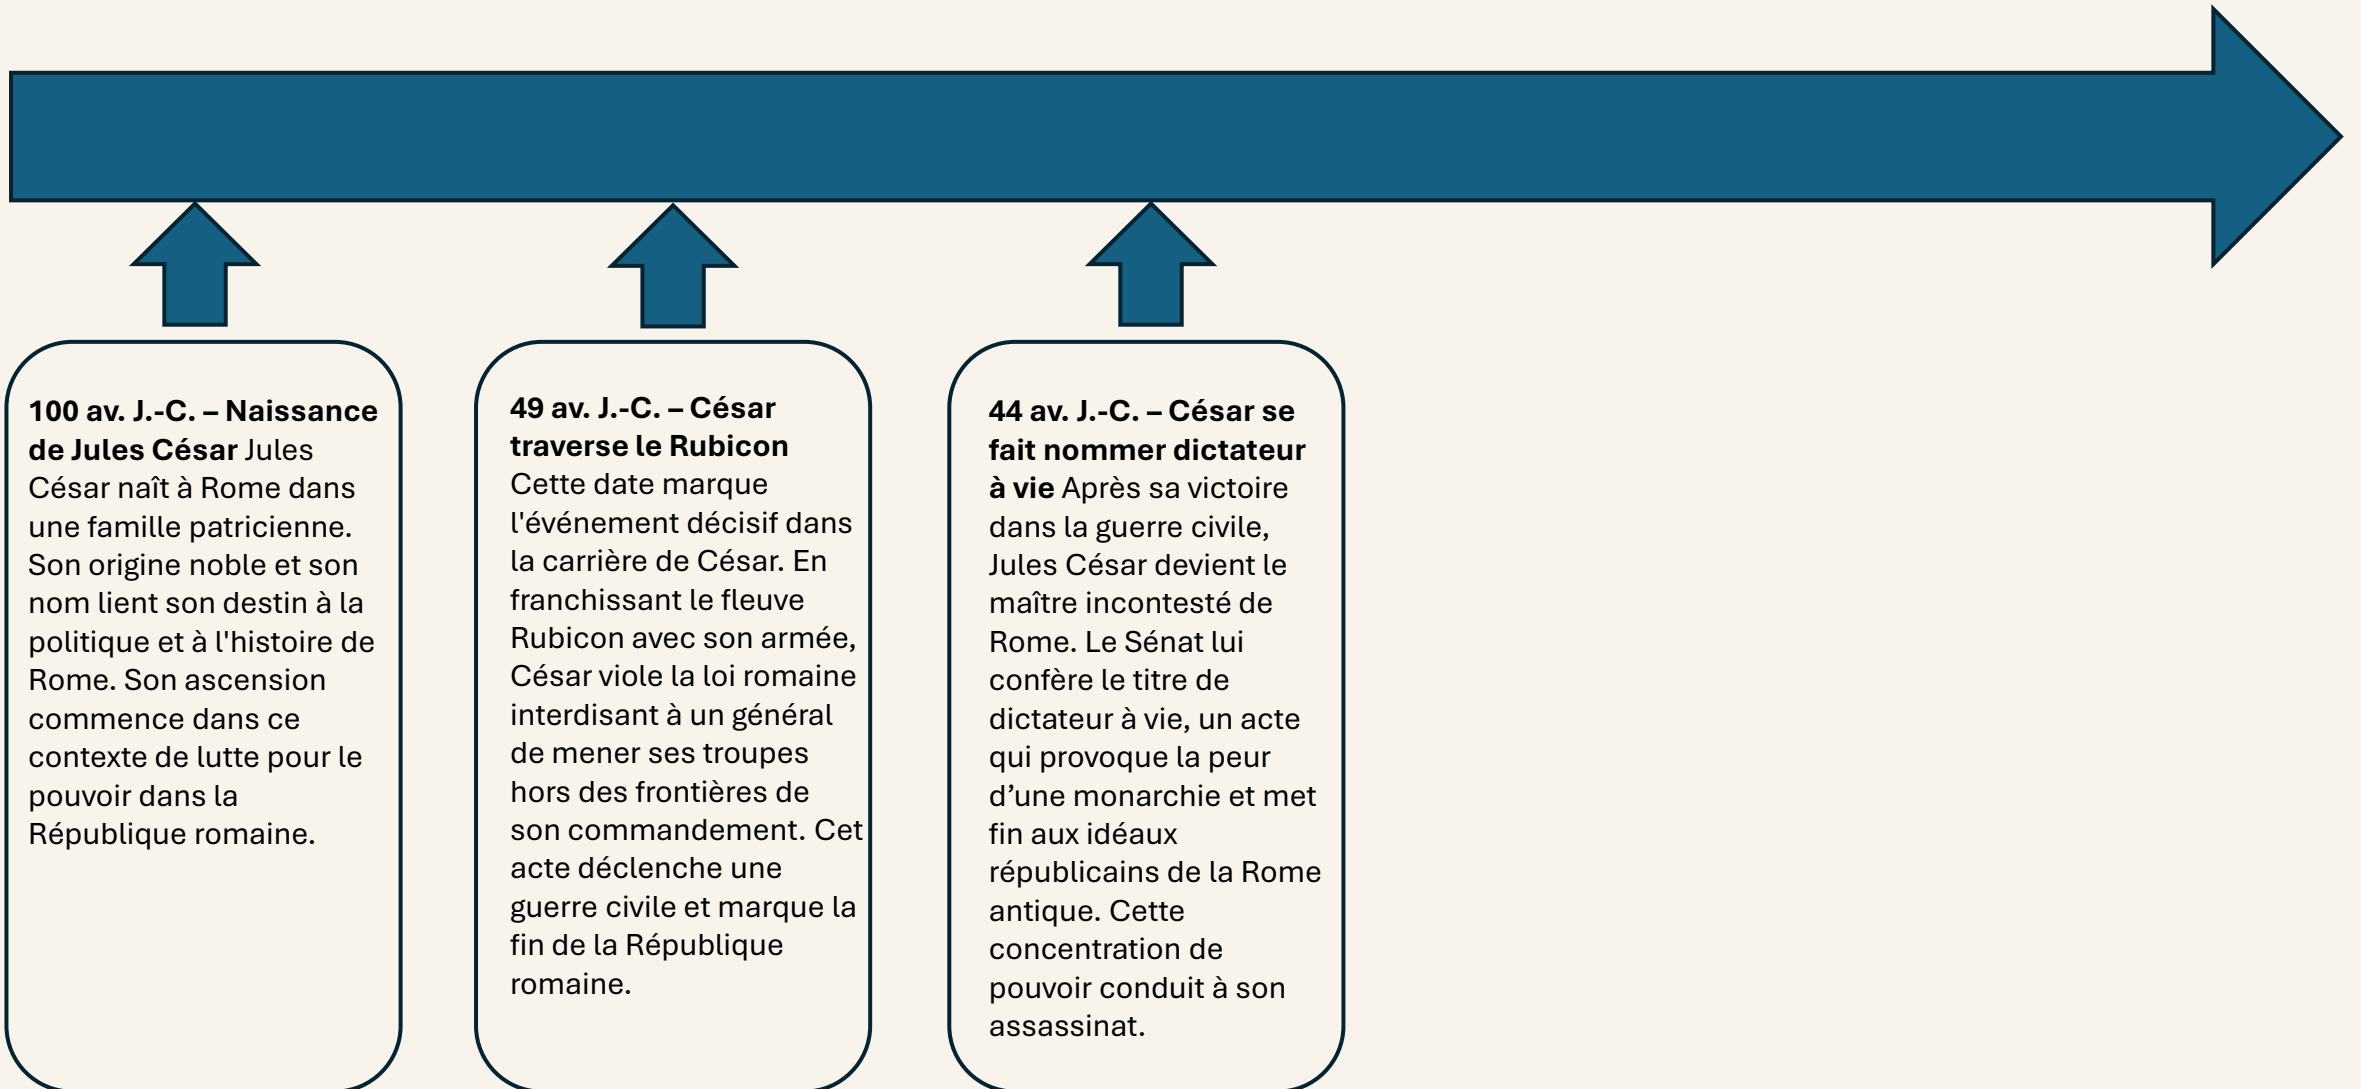 100 av. J.-C. – Naissance
de Jules César Jules
César naît à Rome dans
une famille patricienne.
Son origine noble et son
nom lient son destin à la
politique et à l'histoire de
Rome. Son ascension
commence dans ce
contexte de lutte pour le
pouvoir dans la
République romaine.
49 av. J.-C. – César
traverse le Rubicon
Cette date marque
l'événement décisif dans
la carrière de César. En
franchissant le fleuve
Rubicon avec son armée,
César viole la loi romaine
interdisant à un général
de mener ses troupes
hors des frontières de
son commandement. Cet
acte déclenche une
guerre civile et marque la
fin de la République
romaine.
44 av. J.-C. – César se
fait nommer dictateur
à vie Après sa victoire
dans la guerre civile,
Jules César devient le
maître incontesté de
Rome. Le Sénat lui
confère le titre de
dictateur à vie, un acte
qui provoque la peur
d’une monarchie et met
fin aux idéaux
républicains de la Rome
antique. Cette
concentration de
pouvoir conduit à son
assassinat.